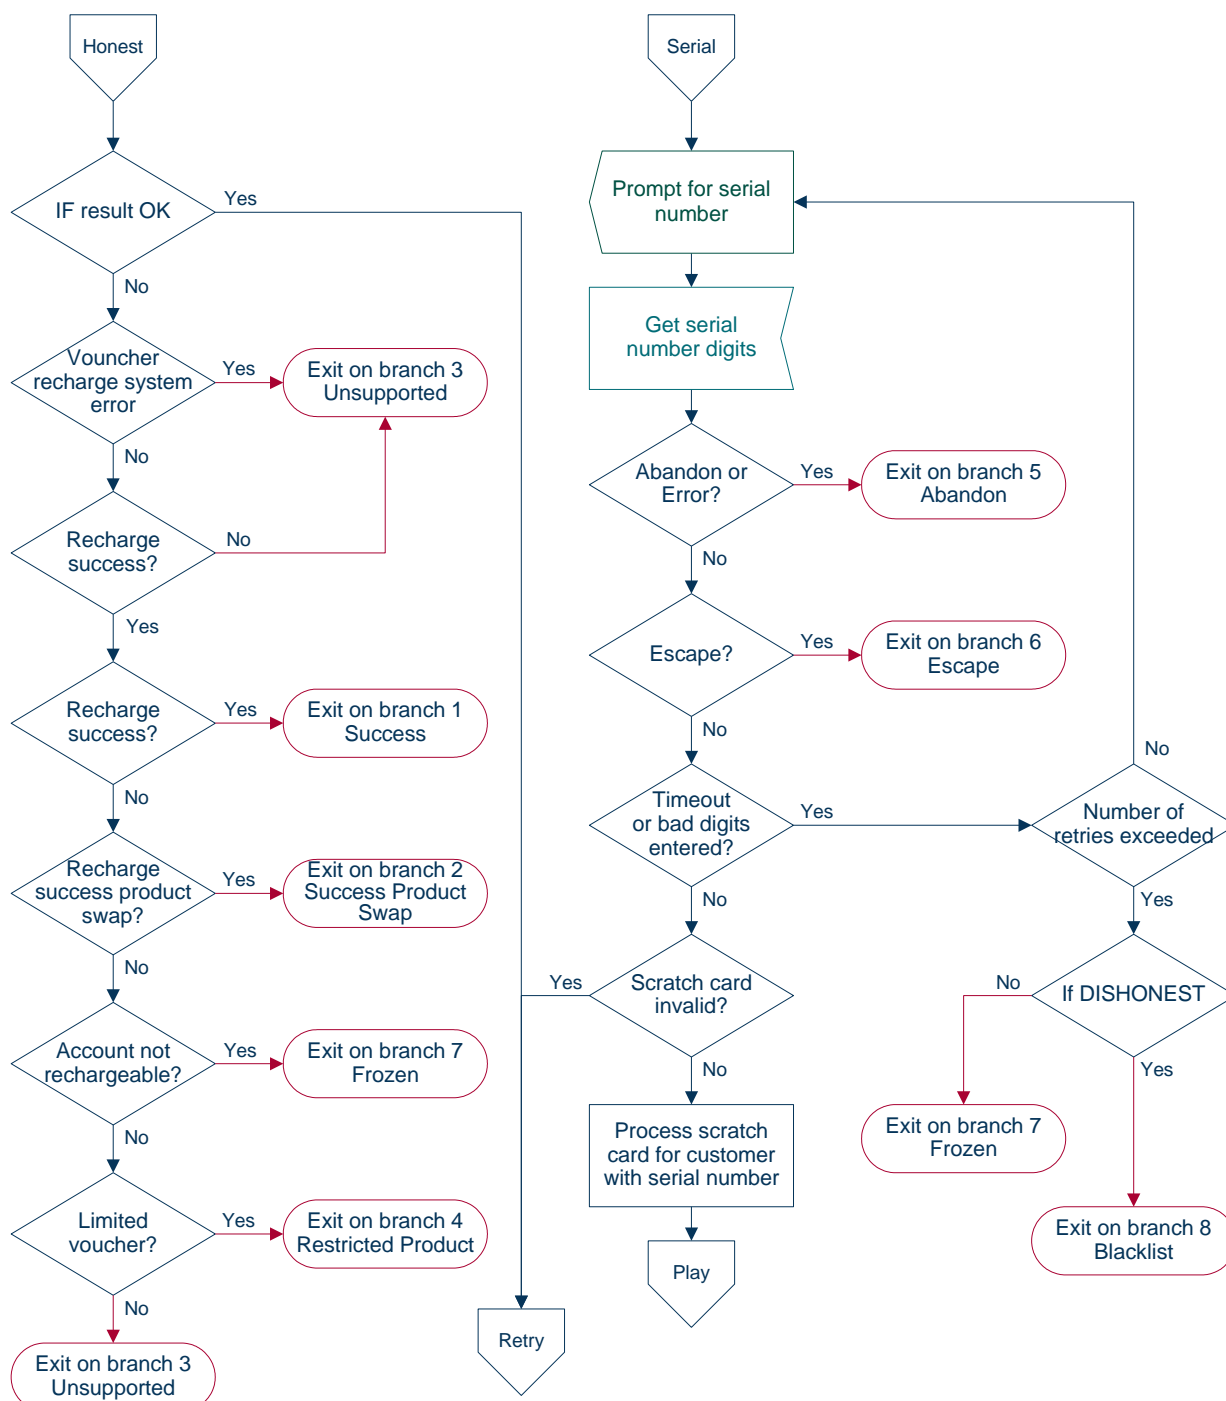 Honest
IF result OK
Yes
No
Vouncher
recharge system
error
Yes
Exit on branch 3
Unsupported
No
Recharge
success?
No
Yes
Recharge
success?
Yes
Exit on branch 1
Success
No
Recharge
success product
swap?
Yes
Exit on branch 2
Success Product
Swap
No
Account not
rechargeable?
Yes
Exit on branch 7
Frozen
No
Limited
voucher?
Yes
Exit on branch 4
Restricted Product
No
Exit on branch 3
Unsupported
Retry
Serial
Prompt for serial
number
Get serial
number digits
Abandon or
Error?
Yes
Exit on branch 5
Abandon
No
Escape?
Yes
Exit on branch 6
Escape
No
Timeout
or bad digits
entered?
Yes
No
Number of
retries exceeded
No
Yes
Scratch card
invalid?
Yes
No
Process scratch
card for customer
with serial number
Play
If DISHONEST
No
Yes
Exit on branch 7
Frozen
Exit on branch 8
Blacklist